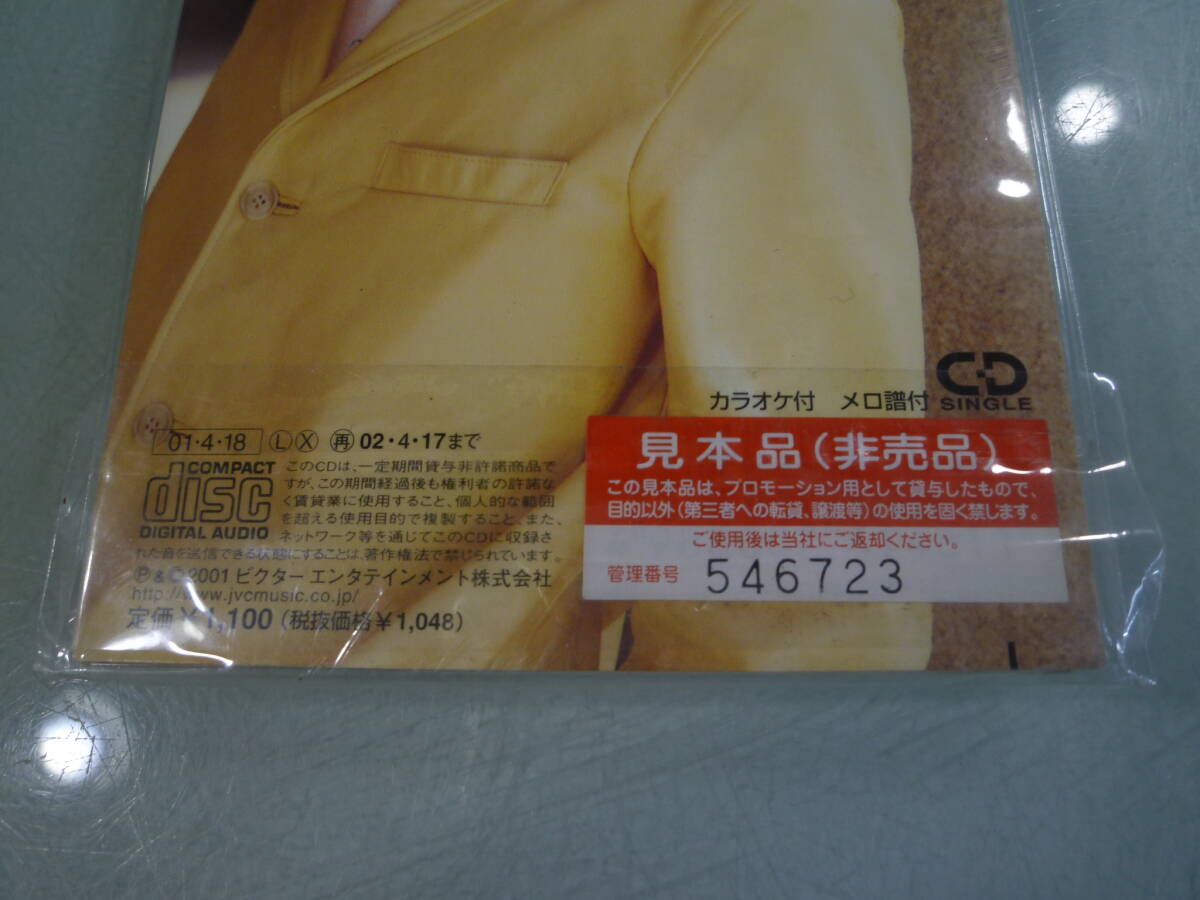 カラオケ付 メロ譜付
CD
SINGLE
01・4・18 Ⓛ Ⓧ ㊢ 02・4・17まで
COMPACT
disc
DIGITAL AUDIO
このCDは、一定期間貸与非許諾商品で
すが、この期間経過後も権利者の許諾な
く賃貸業に使用すること、個人的な範囲
を超える使用目的で複製すること、また、
ネットワーク等を通じてこのCDに収録さ
れた音を送信できる状態にすることは、著作権法で禁じられています。
Ⓟ & © 2001 ビクター エンタテインメント株式会社
http://www.jvcmusic.co.jp/
定価¥1,100 (税抜価格¥1,048)
見本品(非売品)
この見本品は、プロモーション用として貸与したもので、
目的以外(第三者への転貸、譲渡等)の使用を固く禁じます。
ご使用後は当社にご返却ください。
管理番号 546723